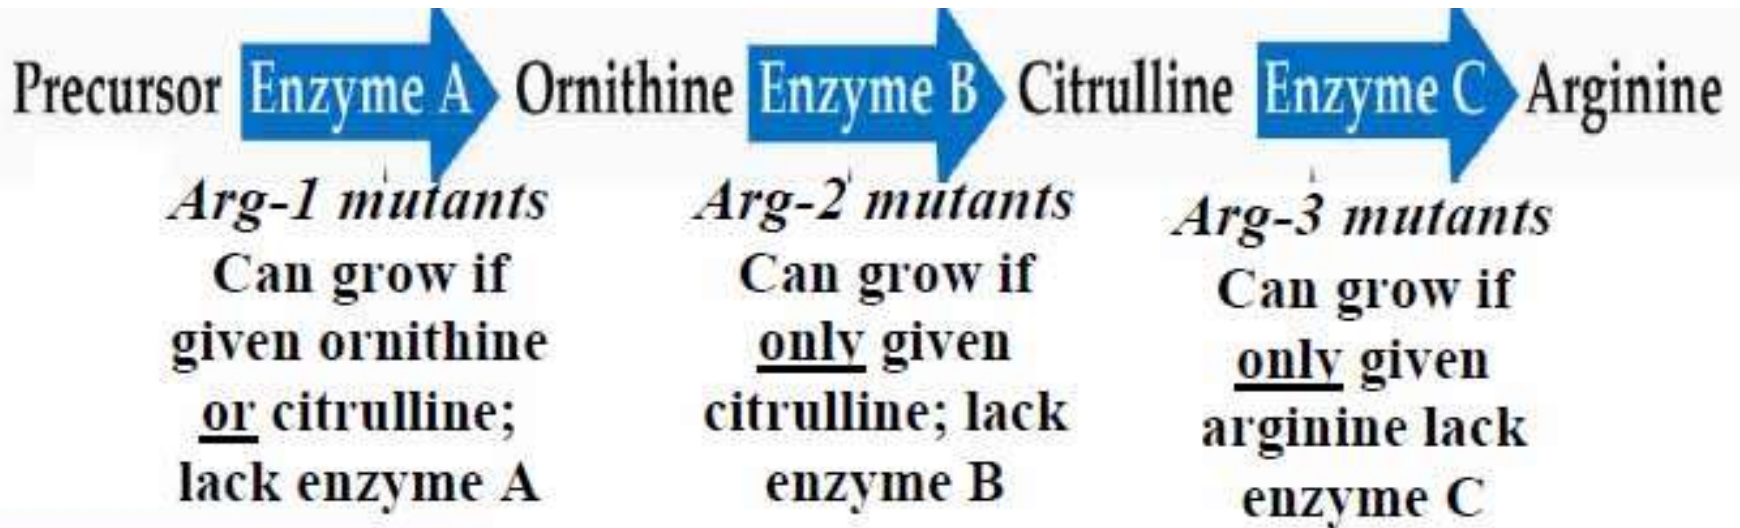 Precursor Enzyme A Ornithine Enzyme B Citrulline Enzyme C Arginine
Arg-1 mutants
Can grow if
given ornithine
or citrulline;
lack enzyme A
Arg-2 mutants
Can grow if
only given
citrulline; lack
enzyme B
Arg-3 mutants
Can grow if
only given
arginine lack
enzyme C